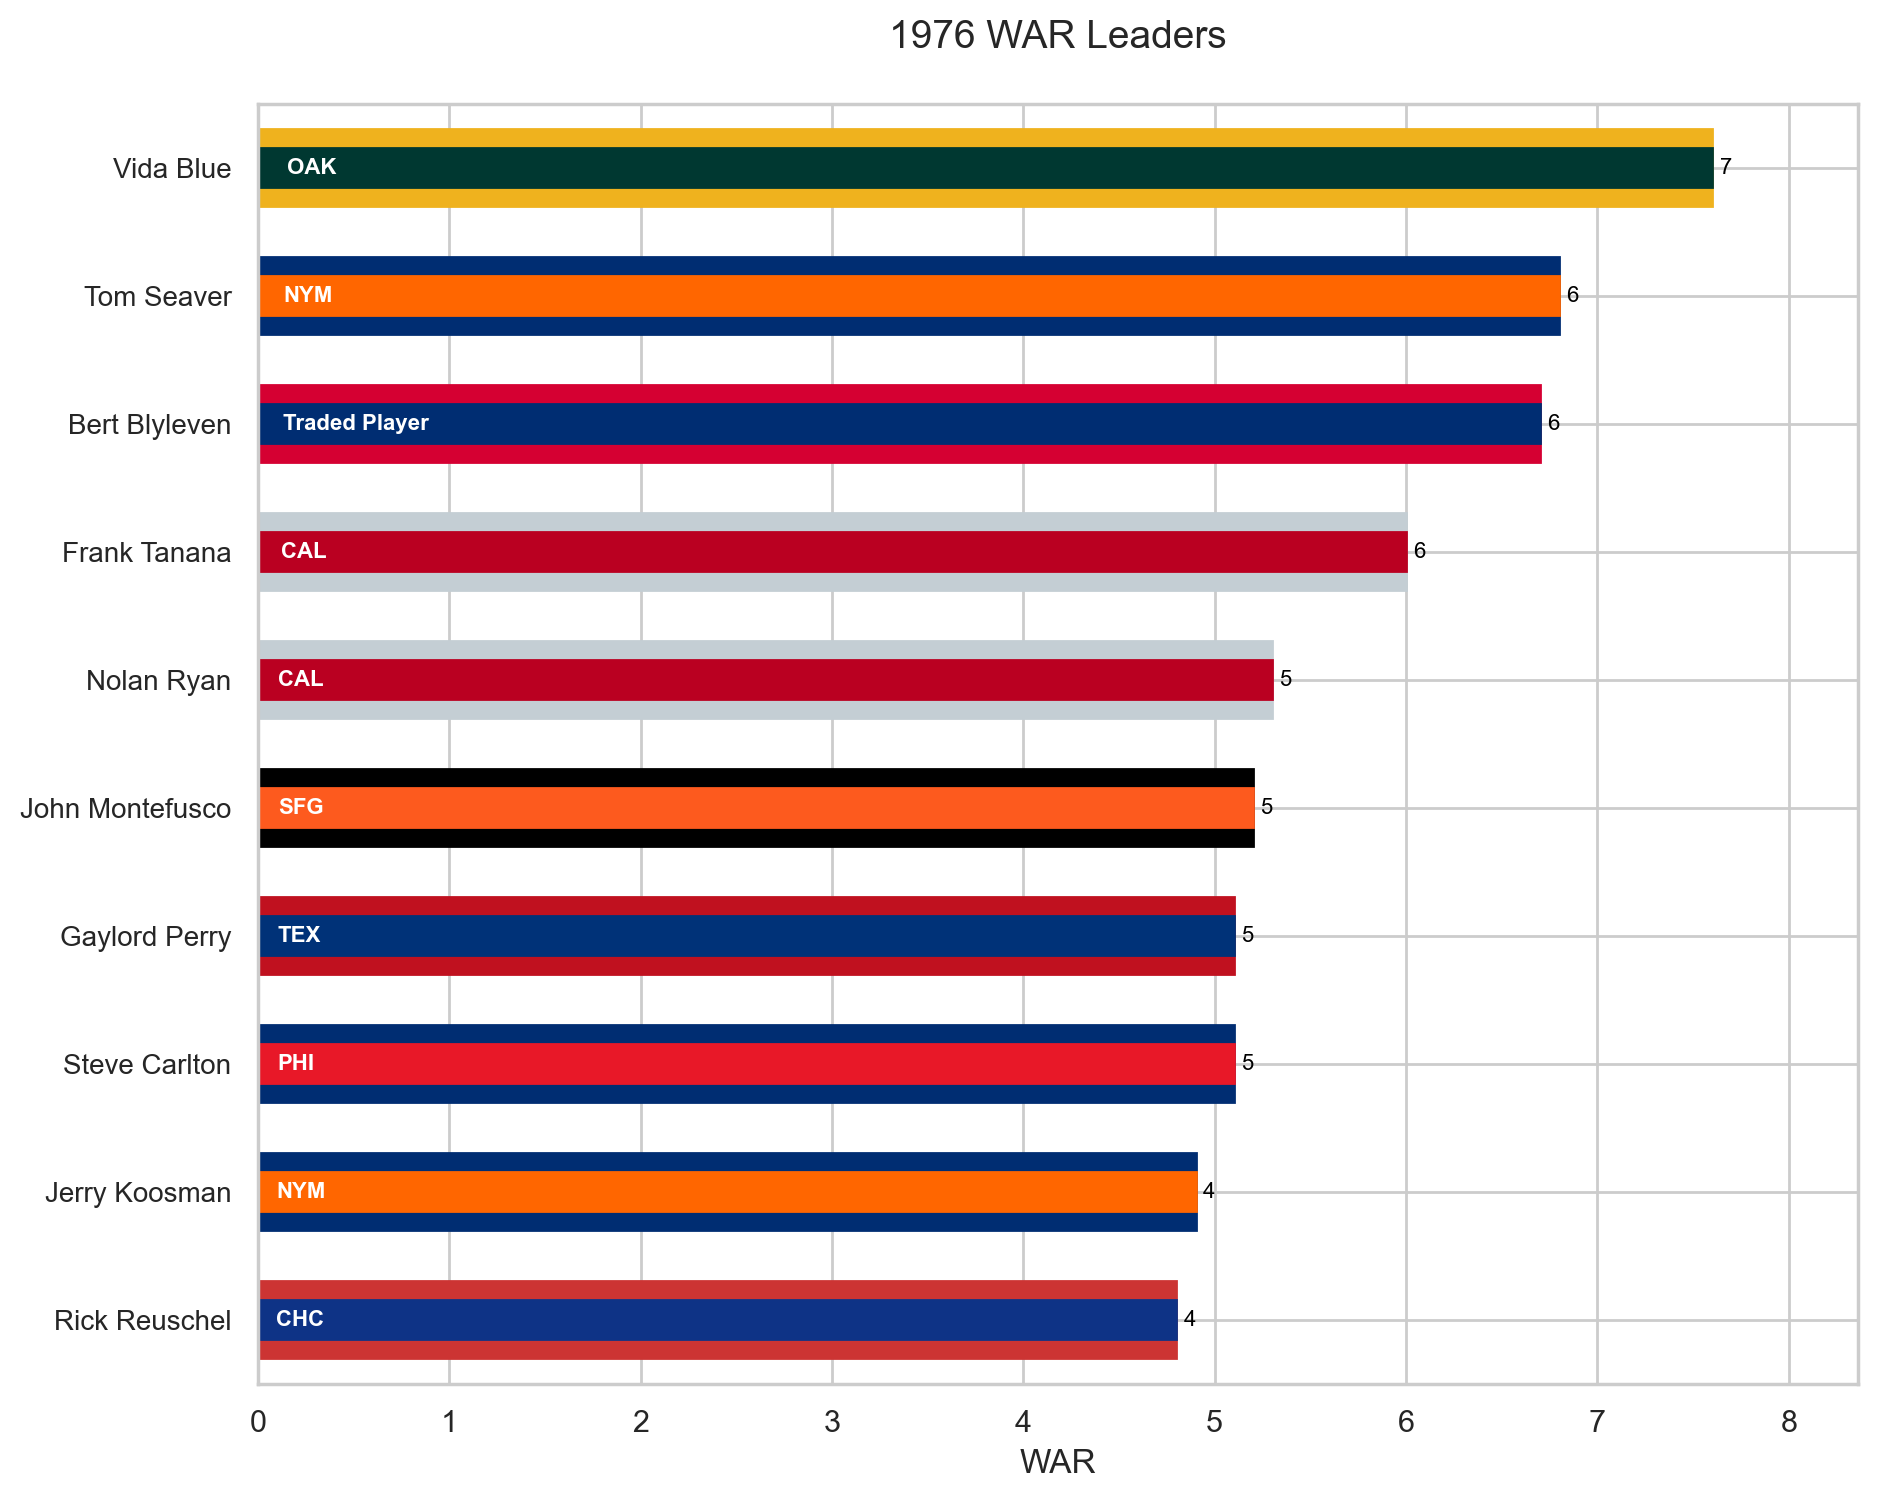 1976 WAR Leaders
Vida Blue OAK 7
Tom Seaver NYM 6
Bert Blyleven Traded Player 6
Frank Tanana CAL 6
Nolan Ryan CAL 5
John Montefusco SFG 5
Gaylord Perry TEX 5
Steve Carlton PHI 5
Jerry Koosman NYM 4
Rick Reuschel CHC 4
0 1 2 3 4 5 6 7 8
WAR